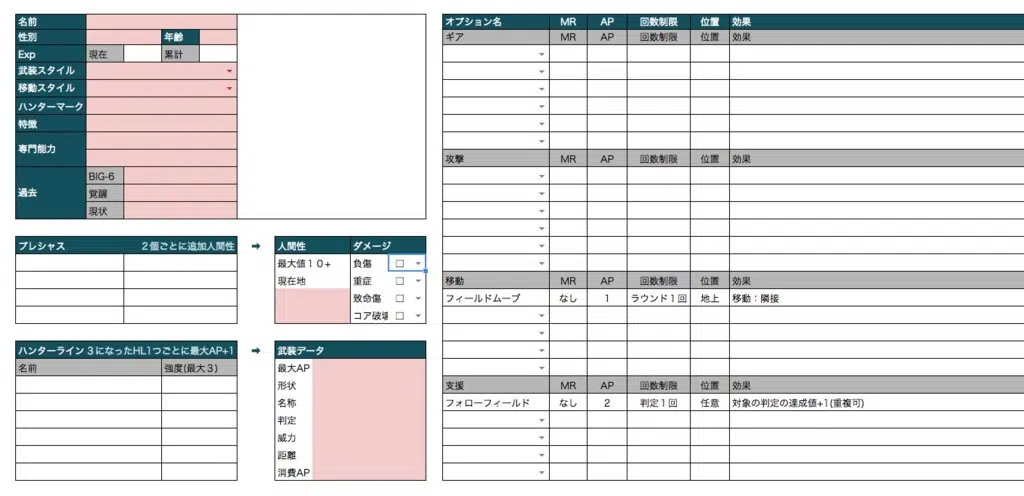 名前
性別 年齢
Exp 現在 累計
武装スタイル
移動スタイル
ハンターマーク
特徴
専門能力
過去 BIG-6
覚醒
現状
プレシャス ２個ごとに追加人間性 ➡ 人間性 ダメージ
最大値１０+ 負傷 □
現在地 重症 □
致命傷 □
コア破壊 □
ハンターライン ３になったHL1つごとに最大AP+1 ➡ 武装データ
名前 強度(最大３) 最大AP
形状
名称
判定
威力
距離
消費AP
オプション名 MR AP 回数制限 位置 効果
ギア MR AP 回数制限 位置 効果
攻撃 MR AP 回数制限 位置 効果
移動 MR AP 回数制限 位置 効果
フィールドムーブ なし 1 ラウンド１回 地上 移動：隣接
支援 MR AP 回数制限 位置 効果
フォローフィールド なし 2 判定１回 任意 対象の判定の達成値+1(重複可)